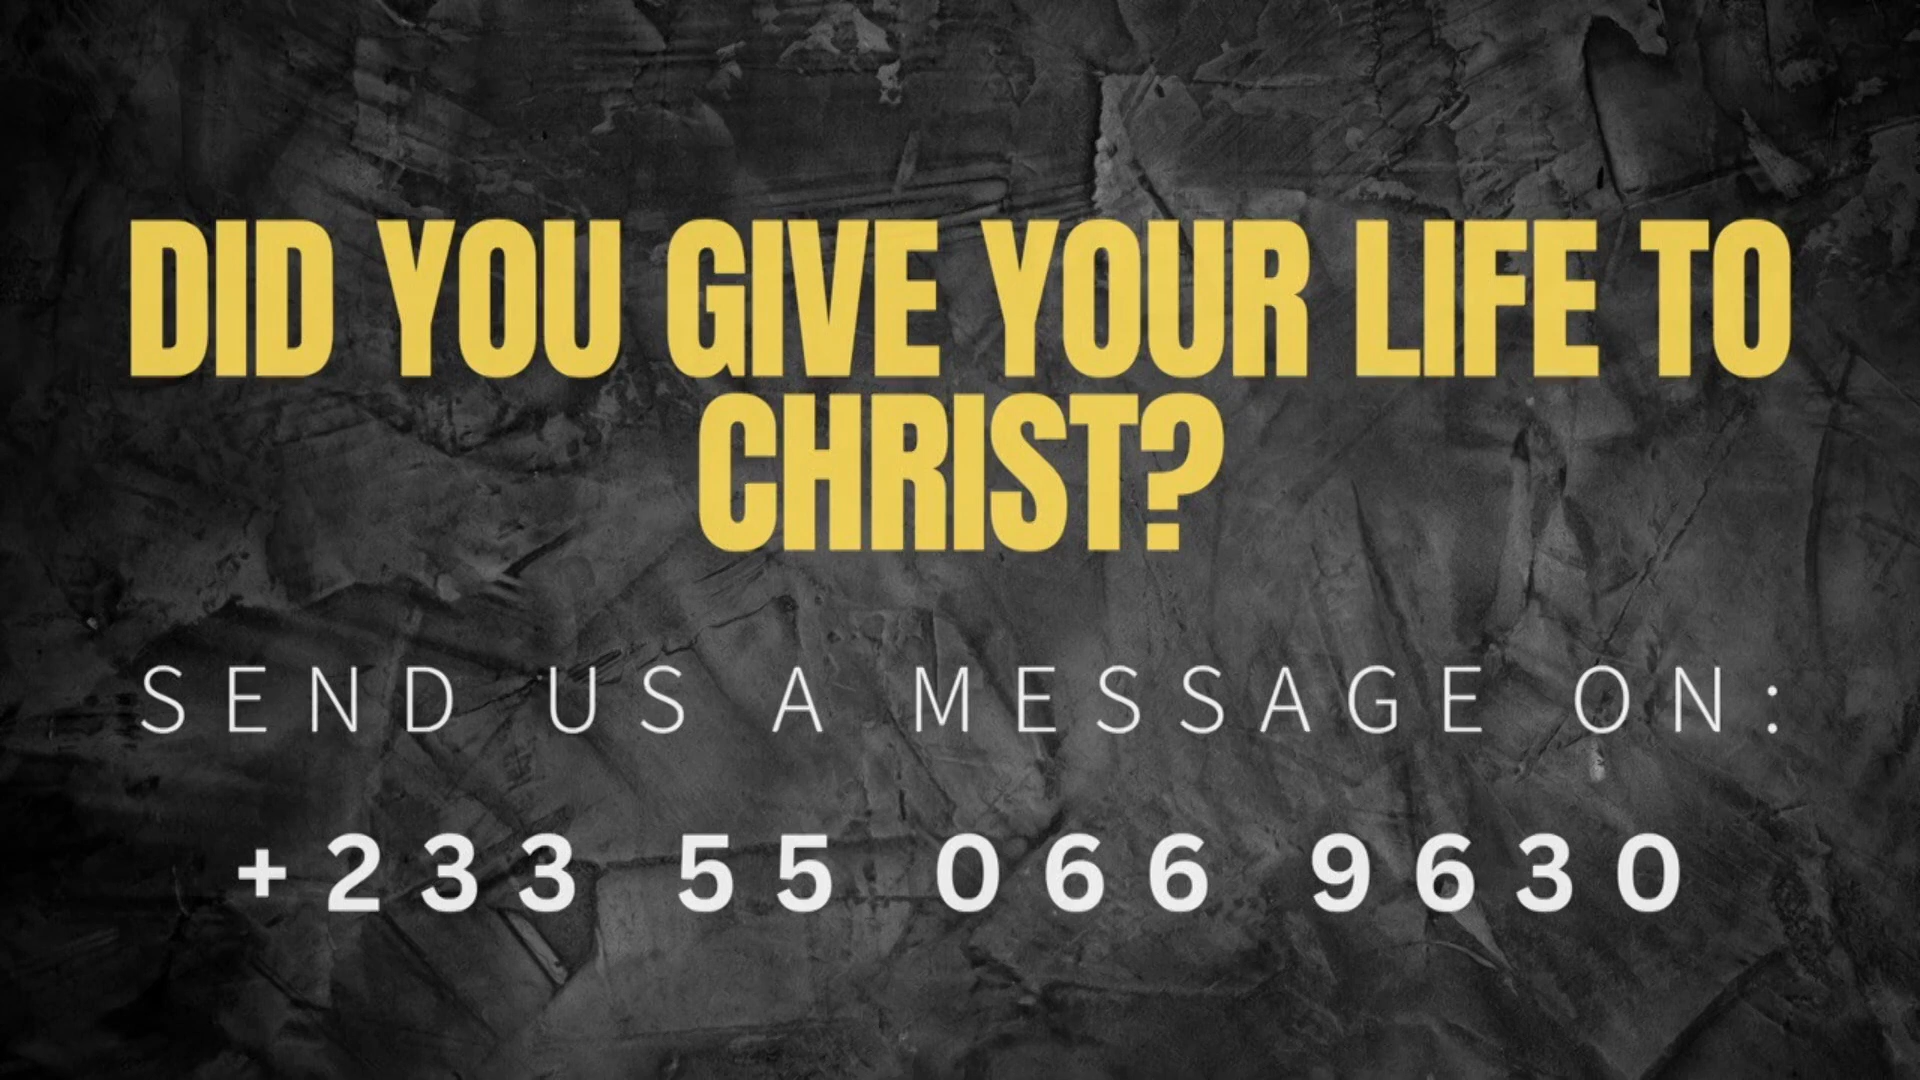 DID YOU GIVE YOUR LIFE TO
CHRIST?
SEND US A MESSAGE ON:
+233 55 066 9630